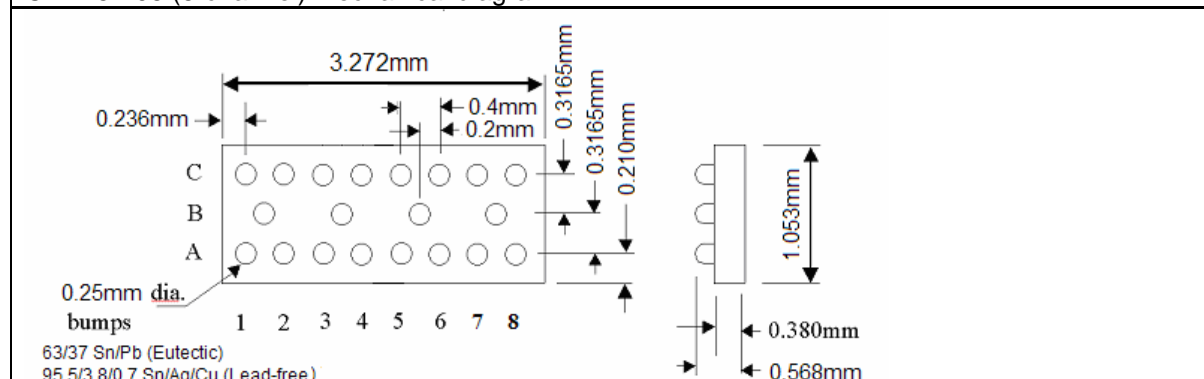 3.272mm
0.236mm
0.4mm
0.2mm
0.3165mm
0.3165mm
0.210mm
C
B
A
1.053mm
0.25mm dia.
bumps
1 2 3 4 5 6 7 8
0.380mm
63/37 Sn/Pb (Eutectic)
95.5/3.8/0.7 Sn/Ag/Cu (Lead-free)
0.568mm